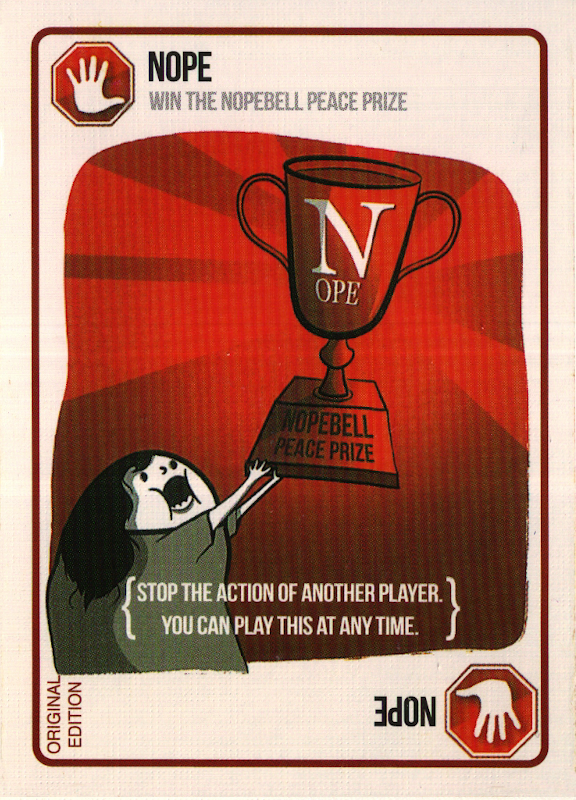 NOPE
WIN THE NOPEBELL PEACE PRIZE
N
OPE
NOPEBELL
PEACE PRIZE
{STOP THE ACTION OF ANOTHER PLAYER.
YOU CAN PLAY THIS AT ANY TIME.}
ORIGINAL
EDITION
NOPE